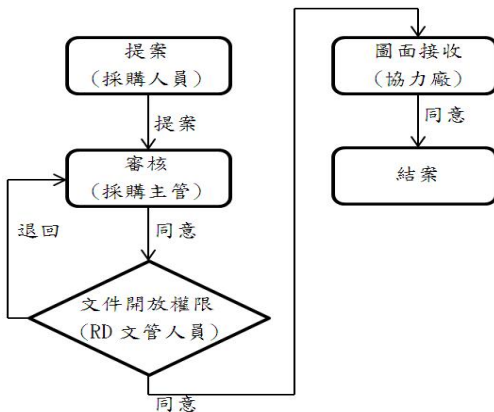 提案
(採購人員)
提案
審核
(採購主管)
退回
同意
文件開放權限
(RD 文管人員)
同意
圖面接收
(協力廠)
同意
結案